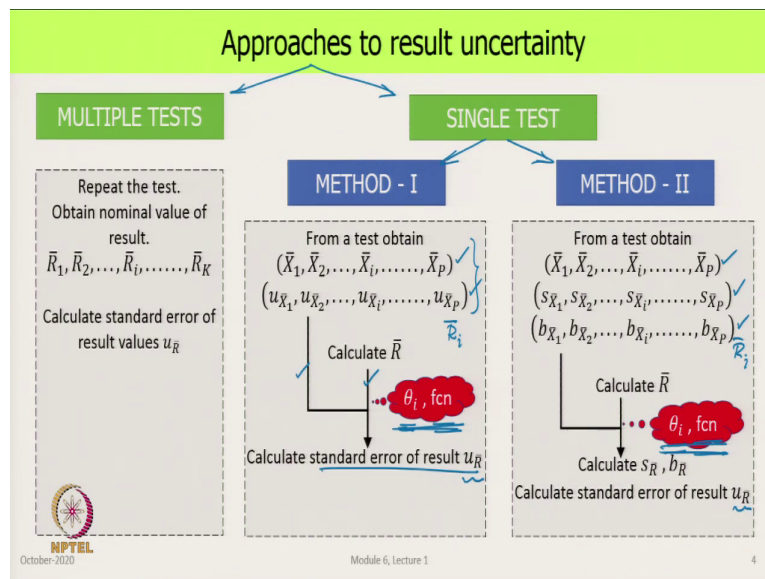 Approaches to result uncertainty
MULTIPLE TESTS
Repeat the test.
Obtain nominal value of
result.
R̄₁, R̄₂, ..., R̄ᵢ, ......, R̄_K
Calculate standard error of
result values u_R̄
SINGLE TEST
METHOD - I
From a test obtain
(X̄₁, X̄₂, ..., X̄ᵢ, ......, X̄_P)
(u_X̄₁, u_X̄₂, ..., u_X̄ᵢ, ......, u_X̄P)
R̄ᵢ
Calculate R̄
θᵢ , fcn
Calculate standard error of result u_R̄
METHOD - II
From a test obtain
(X̄₁, X̄₂, ..., X̄ᵢ, ......, X̄_P)
(s_X̄₁, s_X̄₂, ..., s_X̄ᵢ, ......, s_X̄P)
(b_X̄₁, b_X̄₂, ..., b_X̄ᵢ, ......, b_X̄P)
R̄ᵢ
Calculate R̄
θᵢ , fcn
Calculate s_R̄ , b_R̄
Calculate standard error of result u_R̄
NPTEL
October-2020
Module 6, Lecture 1
4